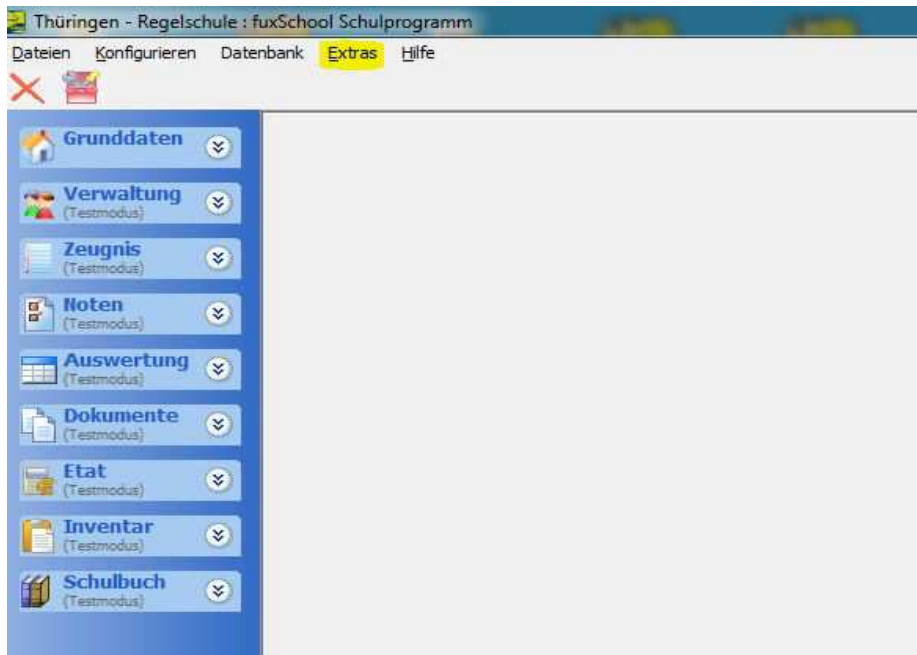 Thüringen - Regelschule : fuxSchool Schulprogramm
Dateien Konfigurieren Datenbank Extras Hilfe
Grunddaten
Verwaltung
(Testmodus)
Zeugnis
(Testmodus)
Noten
(Testmodus)
Auswertung
(Testmodus)
Dokumente
(Testmodus)
Etat
(Testmodus)
Inventar
(Testmodus)
Schulbuch
(Testmodus)